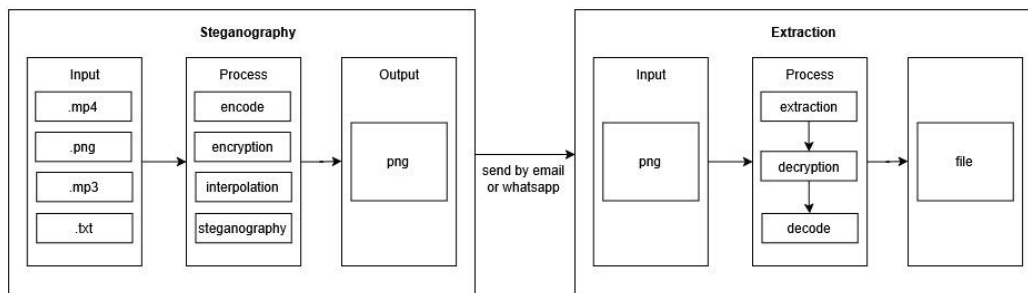 Steganography
Input
.mp4
.png
.mp3
.txt
Process
encode
encryption
interpolation
steganography
Output
png
send by email
or whatsapp
Extraction
Input
png
Process
extraction
decryption
decode
file